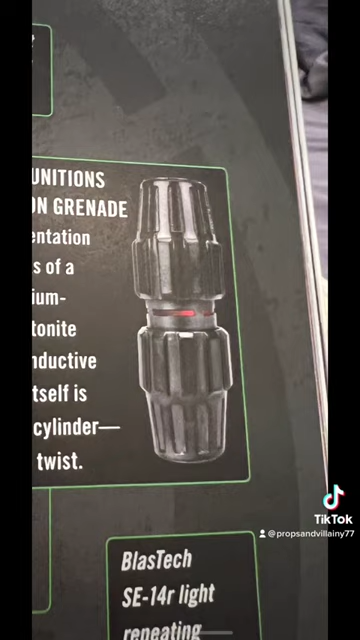 UNITIONS
ON GRENADE
entation
s of a
ium-
tonite
nductive
tself is
cylinder—
twist.
TikTok
@propsandvillainy77
BlasTech
SE-14r light
repeating